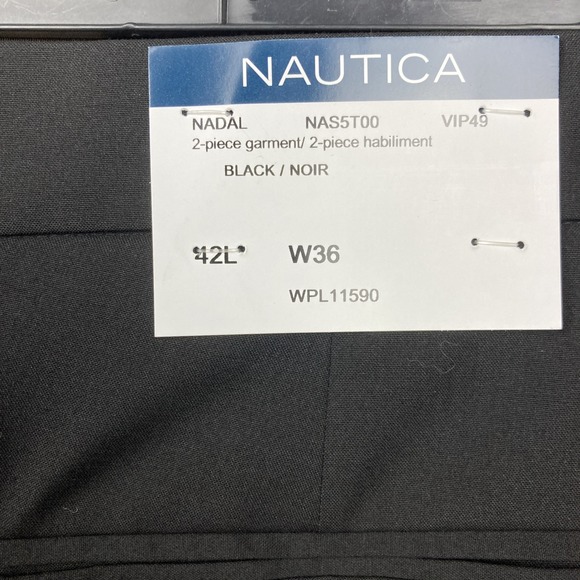 NAUTICA
NADAL NAS5T00 VIP49
2-piece garment/ 2-piece habiliment
BLACK / NOIR
42L W36
WPL11590